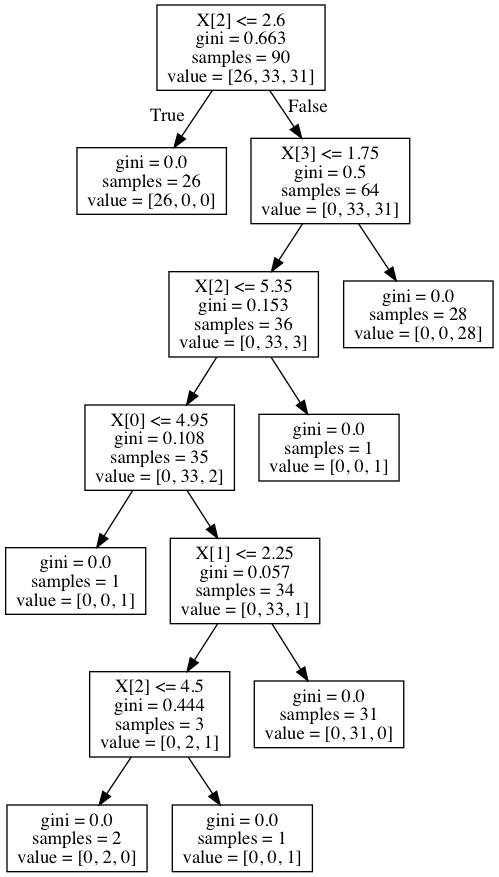 X[2] <= 2.6
gini = 0.663
samples = 90
value = [26, 33, 31]
True
False
gini = 0.0
samples = 26
value = [26, 0, 0]
X[3] <= 1.75
gini = 0.5
samples = 64
value = [0, 33, 31]
X[2] <= 5.35
gini = 0.153
samples = 36
value = [0, 33, 3]
gini = 0.0
samples = 28
value = [0, 0, 28]
X[0] <= 4.95
gini = 0.108
samples = 35
value = [0, 33, 2]
gini = 0.0
samples = 1
value = [0, 0, 1]
gini = 0.0
samples = 1
value = [0, 0, 1]
X[1] <= 2.25
gini = 0.057
samples = 34
value = [0, 33, 1]
X[2] <= 4.5
gini = 0.444
samples = 3
value = [0, 2, 1]
gini = 0.0
samples = 31
value = [0, 31, 0]
gini = 0.0
samples = 2
value = [0, 2, 0]
gini = 0.0
samples = 1
value = [0, 0, 1]